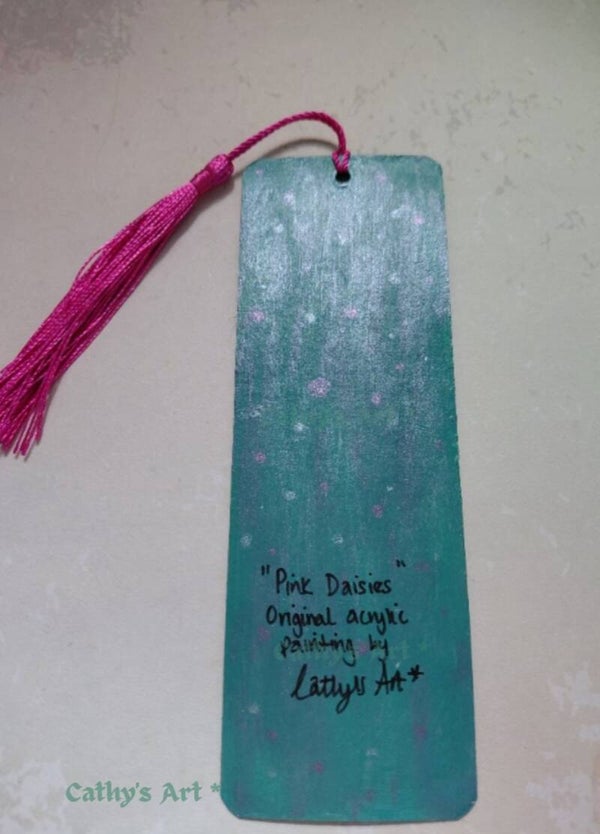 "Pink Daisies"
Original acrylic
painting by
Cathy's Art*
Cathy's Art *